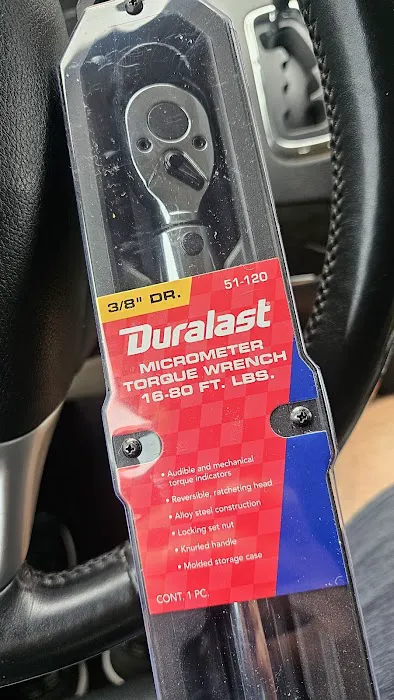 3/8" DR.
51-120
Duralast
MICROMETER
TORQUE WRENCH
16-80 FT. LBS.
• Audible and mechanical
torque indicators
• Reversible, ratcheting head
• Alloy steel construction
• Locking set nut
• Knurled handle
• Molded storage case
CONT. 1 PC.